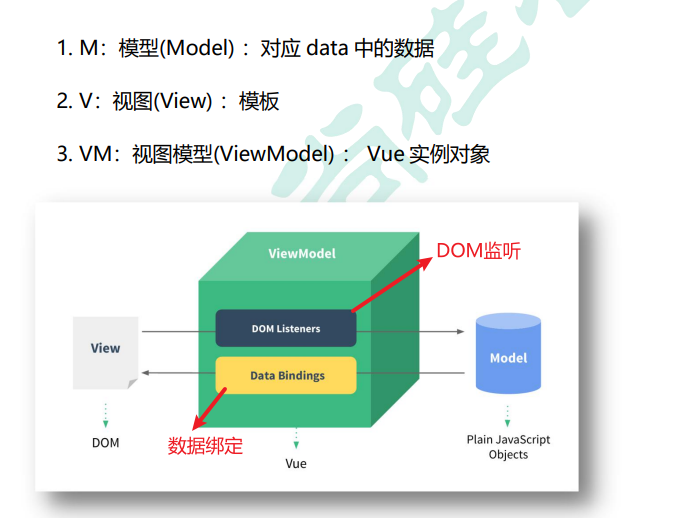 1. M：模型(Model) ：对应 data 中的数据
2. V：视图(View) ：模板
3. VM：视图模型(ViewModel) ： Vue 实例对象
ViewModel
DOM监听
DOM Listeners
View
Model
Data Bindings
DOM
数据绑定
Vue
Plain JavaScript
Objects